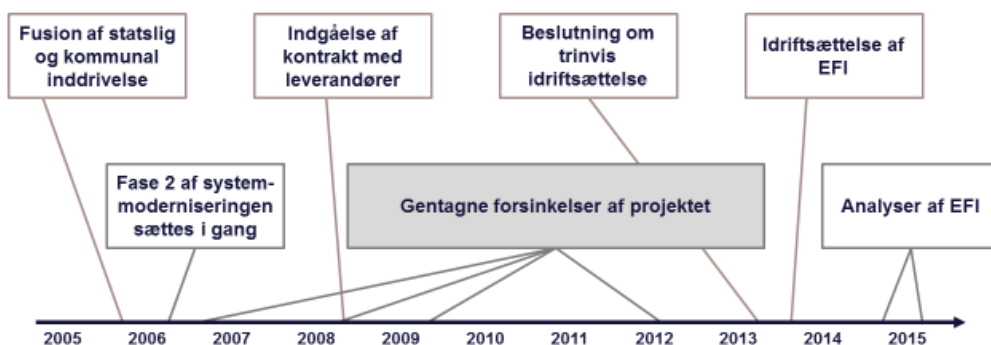 Fusion af statslig
og kommunal
inddrivelse
Indgåelse af
kontrakt med
leverandører
Beslutning om
trinvis
idriftsættelse
Idriftsættelse af
EFI
Fase 2 af system-
moderniseringen
sættes i gang
Gentagne forsinkelser af projektet
Analyser af EFI
2005 2006 2007 2008 2009 2010 2011 2012 2013 2014 2015